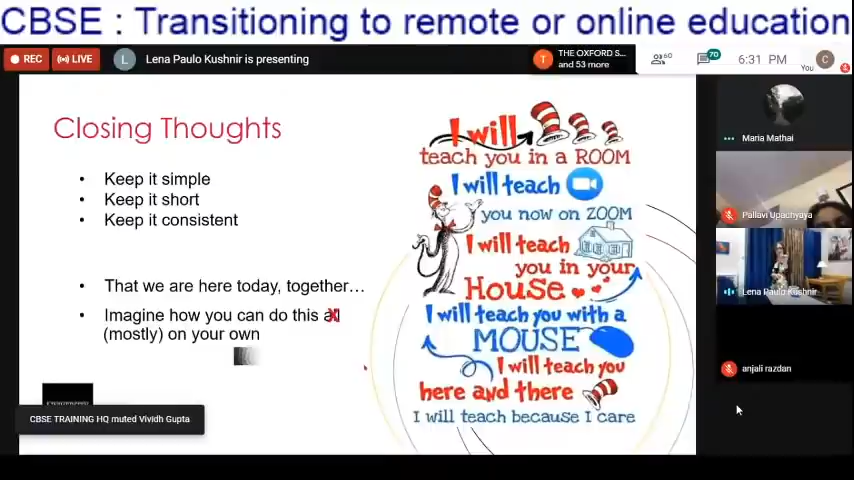 CBSE : Transitioning to remote or online education
REC
LIVE
L
Lena Paulo Kushnir is presenting
T
THE OXFORD S...
and 53 more
60
70
6:31 PM
You
C
Closing Thoughts
• Keep it simple
• Keep it short
• Keep it consistent
• That we are here today, together…
• Imagine how you can do this all
(mostly) on your own
I will
teach you in a ROOM
I will teach
you now on ZOOM
I will teach
you in your
House
I will teach you with a
MOUSE
I will teach you
here and there
I will teach because I care
Maria Mathai
Pallavi Upachyaya
Lena Paulo Kushnir
anjali razdan
CBSE TRAINING HQ muted Vividh Gupta